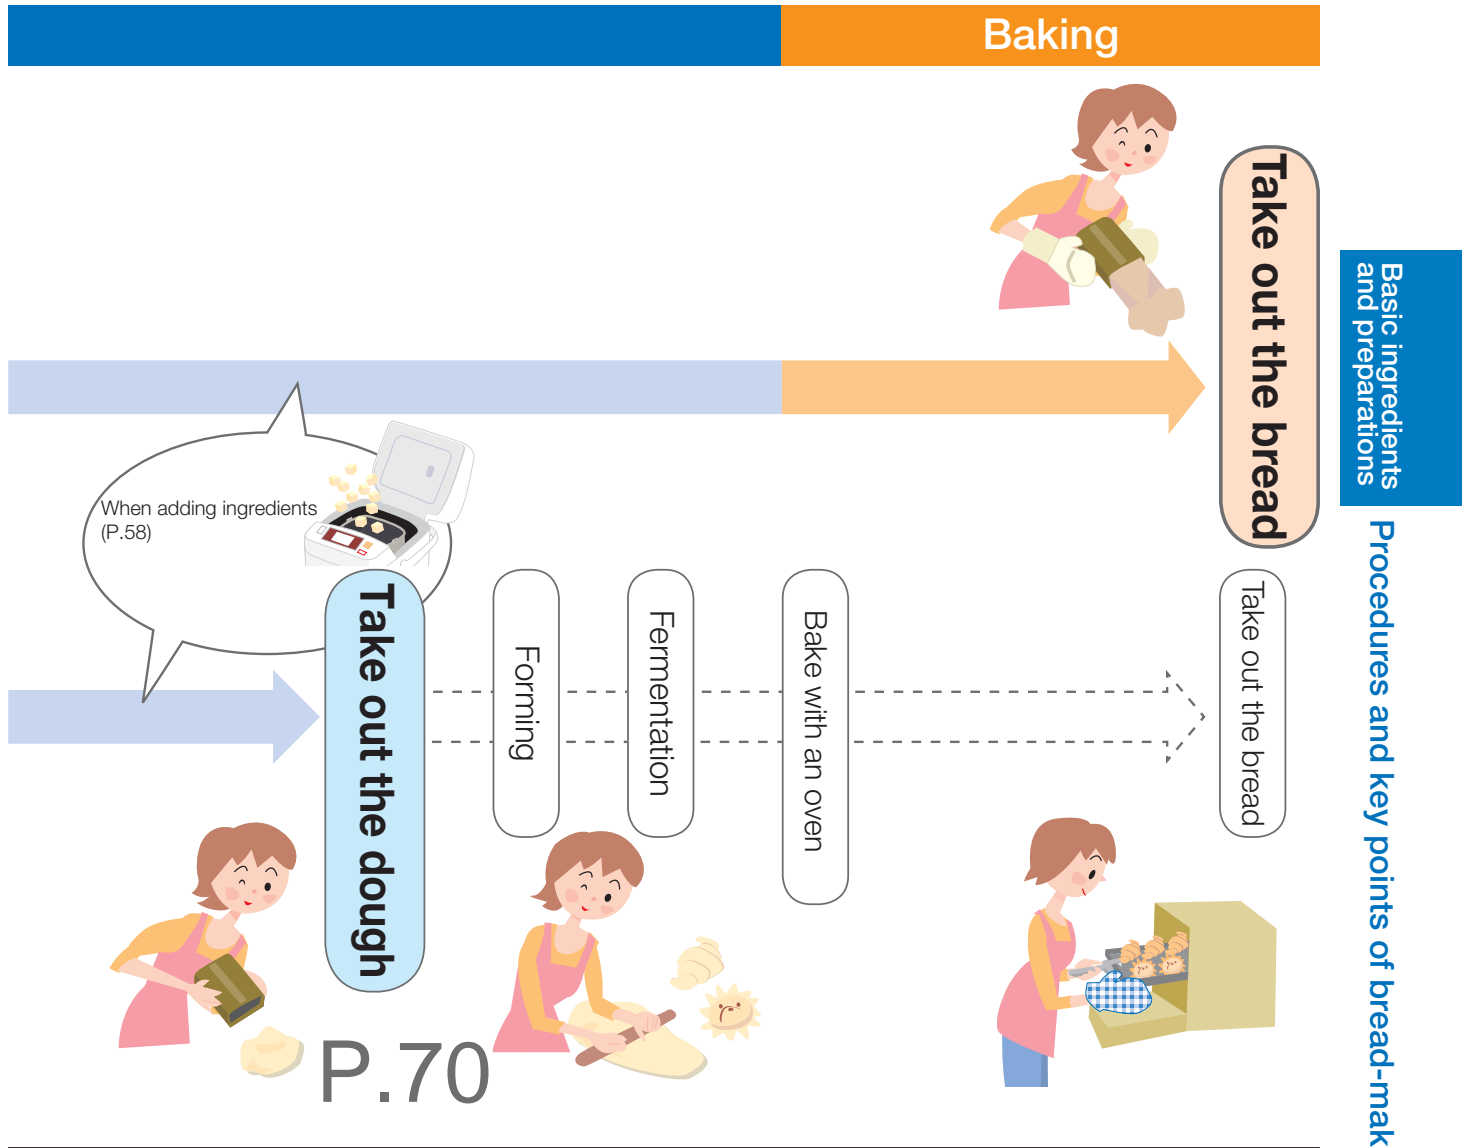 Baking
Take out the bread
When adding ingredients
(P.58)
Take out the dough
Forming
Fermentation
Bake with an oven
Take out the bread
P.70
Basic ingredients
and preparations
Procedures and key points of bread-mak